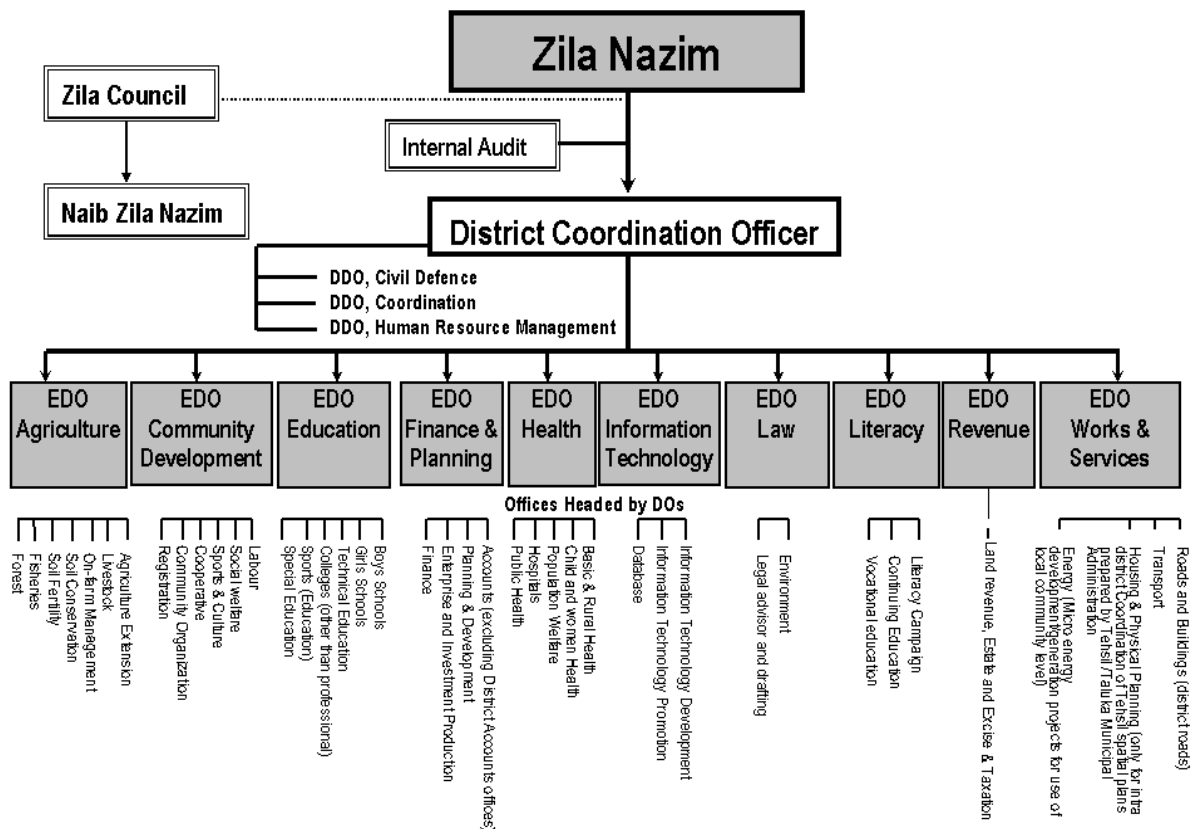 Zila Nazim
Zila Council
Internal Audit
Naib Zila Nazim
District Coordination Officer
DDO, Civil Defence
DDO, Coordination
DDO, Human Resource Management
EDO
Agriculture
EDO
Community
Development
EDO
Education
EDO
Finance &
Planning
EDO
Health
EDO
Information
Technology
EDO
Law
EDO
Literacy
EDO
Revenue
EDO
Works &
Services
Offices Headed by DOs
Agriculture Extension
Livestock
On-farm Management
Soil Conservation
Soil Fertility
Fisheries
Forest
Labour
Social welfare
Sports & Culture
Cooperative
Community Organization
Registration
Boys Schools
Girls Schools
Technical Education
Colleges (other than professional)
Sports (Education)
Special Education
Accounts (excluding District Accounts offices)
Planning & Development
Enterprise and Investment Production
Finance
Basic & Rural Health
Child and women Health
Population Welfare
Hospitals
Public Health
Information Technology Development
Information Technology Promotion
Database
Environment
Legal advisor and drafting
Literacy Campaign
Continuing Education
Vocational education
Land revenue, Estate and Excise & Taxation
Roads and Buildings (district roads)
Transport
Housing & Physical Planning (only for intra
district Coordination of Tehsil spatial plans
prepared by Tehsil/Taluka Municipal
Administration
Energy (Micro energy
development/generation projects for use of
local community level)